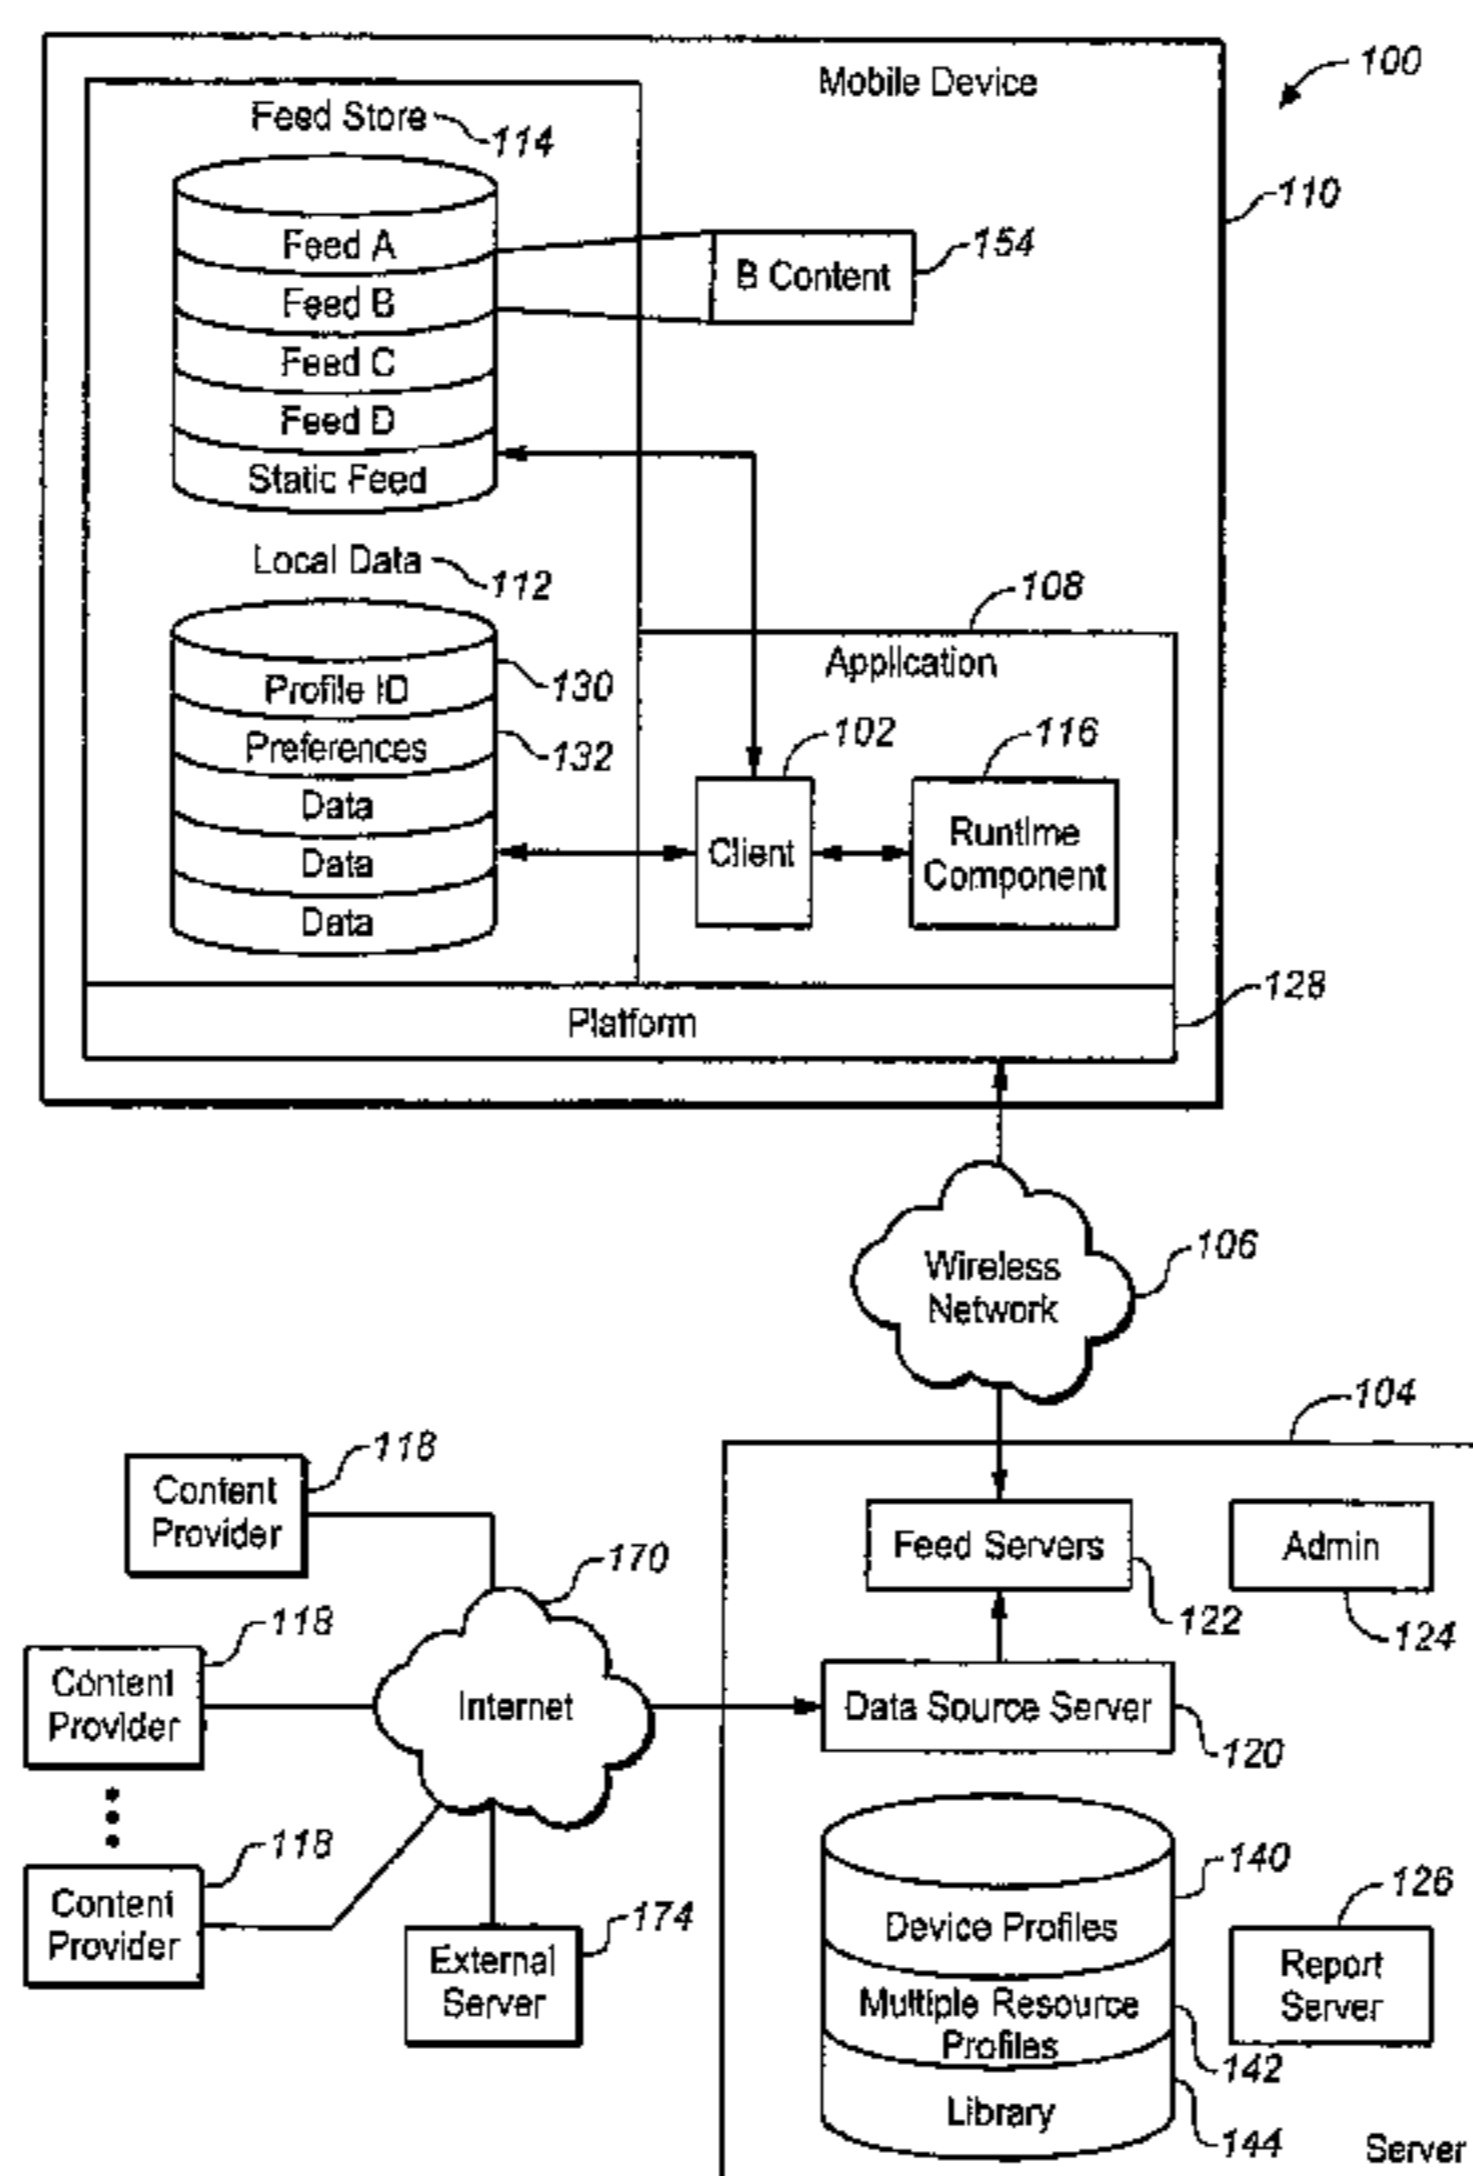 Mobile Device
100
Feed Store
114
110
Feed A
B Content
154
Feed B
Feed C
Feed D
Static Feed
Local Data
112
108
Application
Profile ID
130
Preferences
132
102
116
Data
Data
Data
Client
Runtime
Component
128
Platform
Wireless
Network
106
104
Content
Provider
118
170
Feed Servers
122
Admin
124
Content
Provider
118
Internet
Data Source Server
120
Content
Provider
118
External
Server
174
140
Device Profiles
126
Report
Server
Multiple Resource
Profiles
142
Library
144
Server